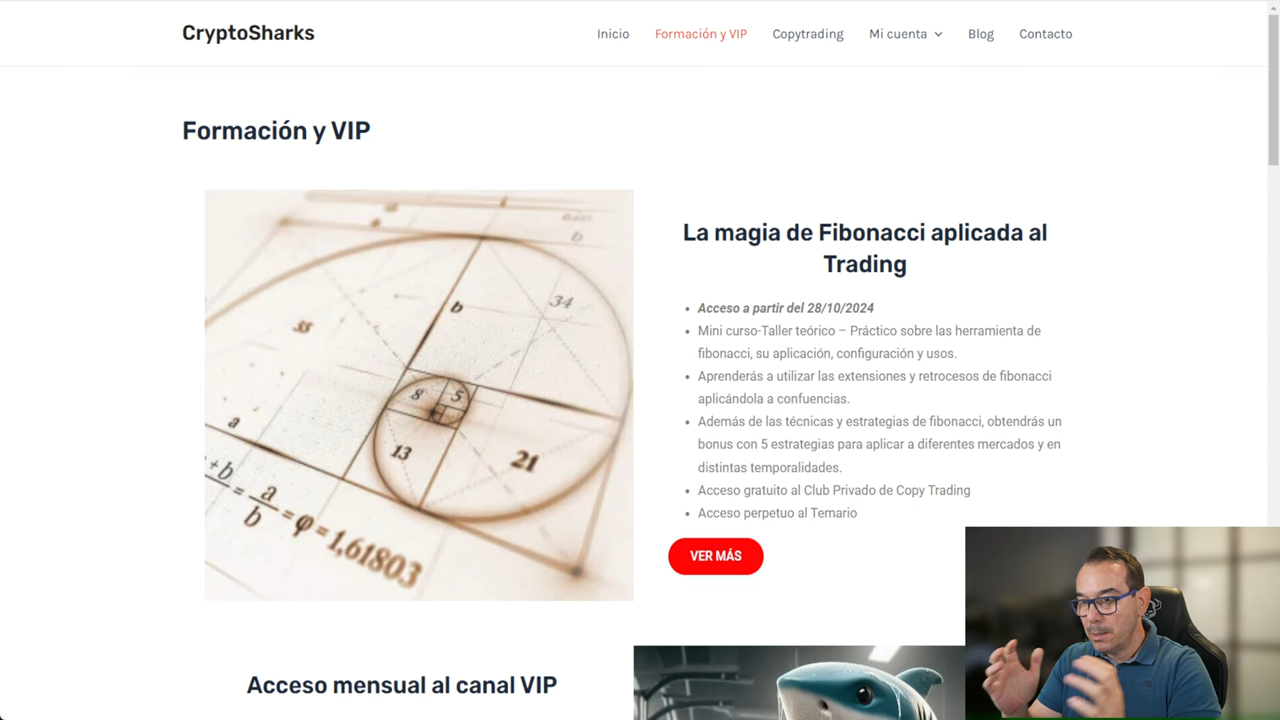 CryptoSharks
Inicio
Formación y VIP
Copytrading
Mi cuenta
Blog
Contacto
Formación y VIP
b
34
b
55
8
5
a
13
21
+b
a
=
=φ=1,61803
b
La magia de Fibonacci aplicada al
Trading
Acceso a partir del 28/10/2024
Mini curso-Taller teórico – Práctico sobre las herramienta de
fibonacci, su aplicación, configuración y usos.
Aprenderás a utilizar las extensiones y retrocesos de fibonacci
aplicándola a confuencias.
Además de las técnicas y estrategias de fibonacci, obtendrás un
bonus con 5 estrategias para aplicar a diferentes mercados y en
distintas temporalidades.
Acceso gratuito al Club Privado de Copy Trading
Acceso perpetuo al Temario
VER MÁS
Acceso mensual al canal VIP